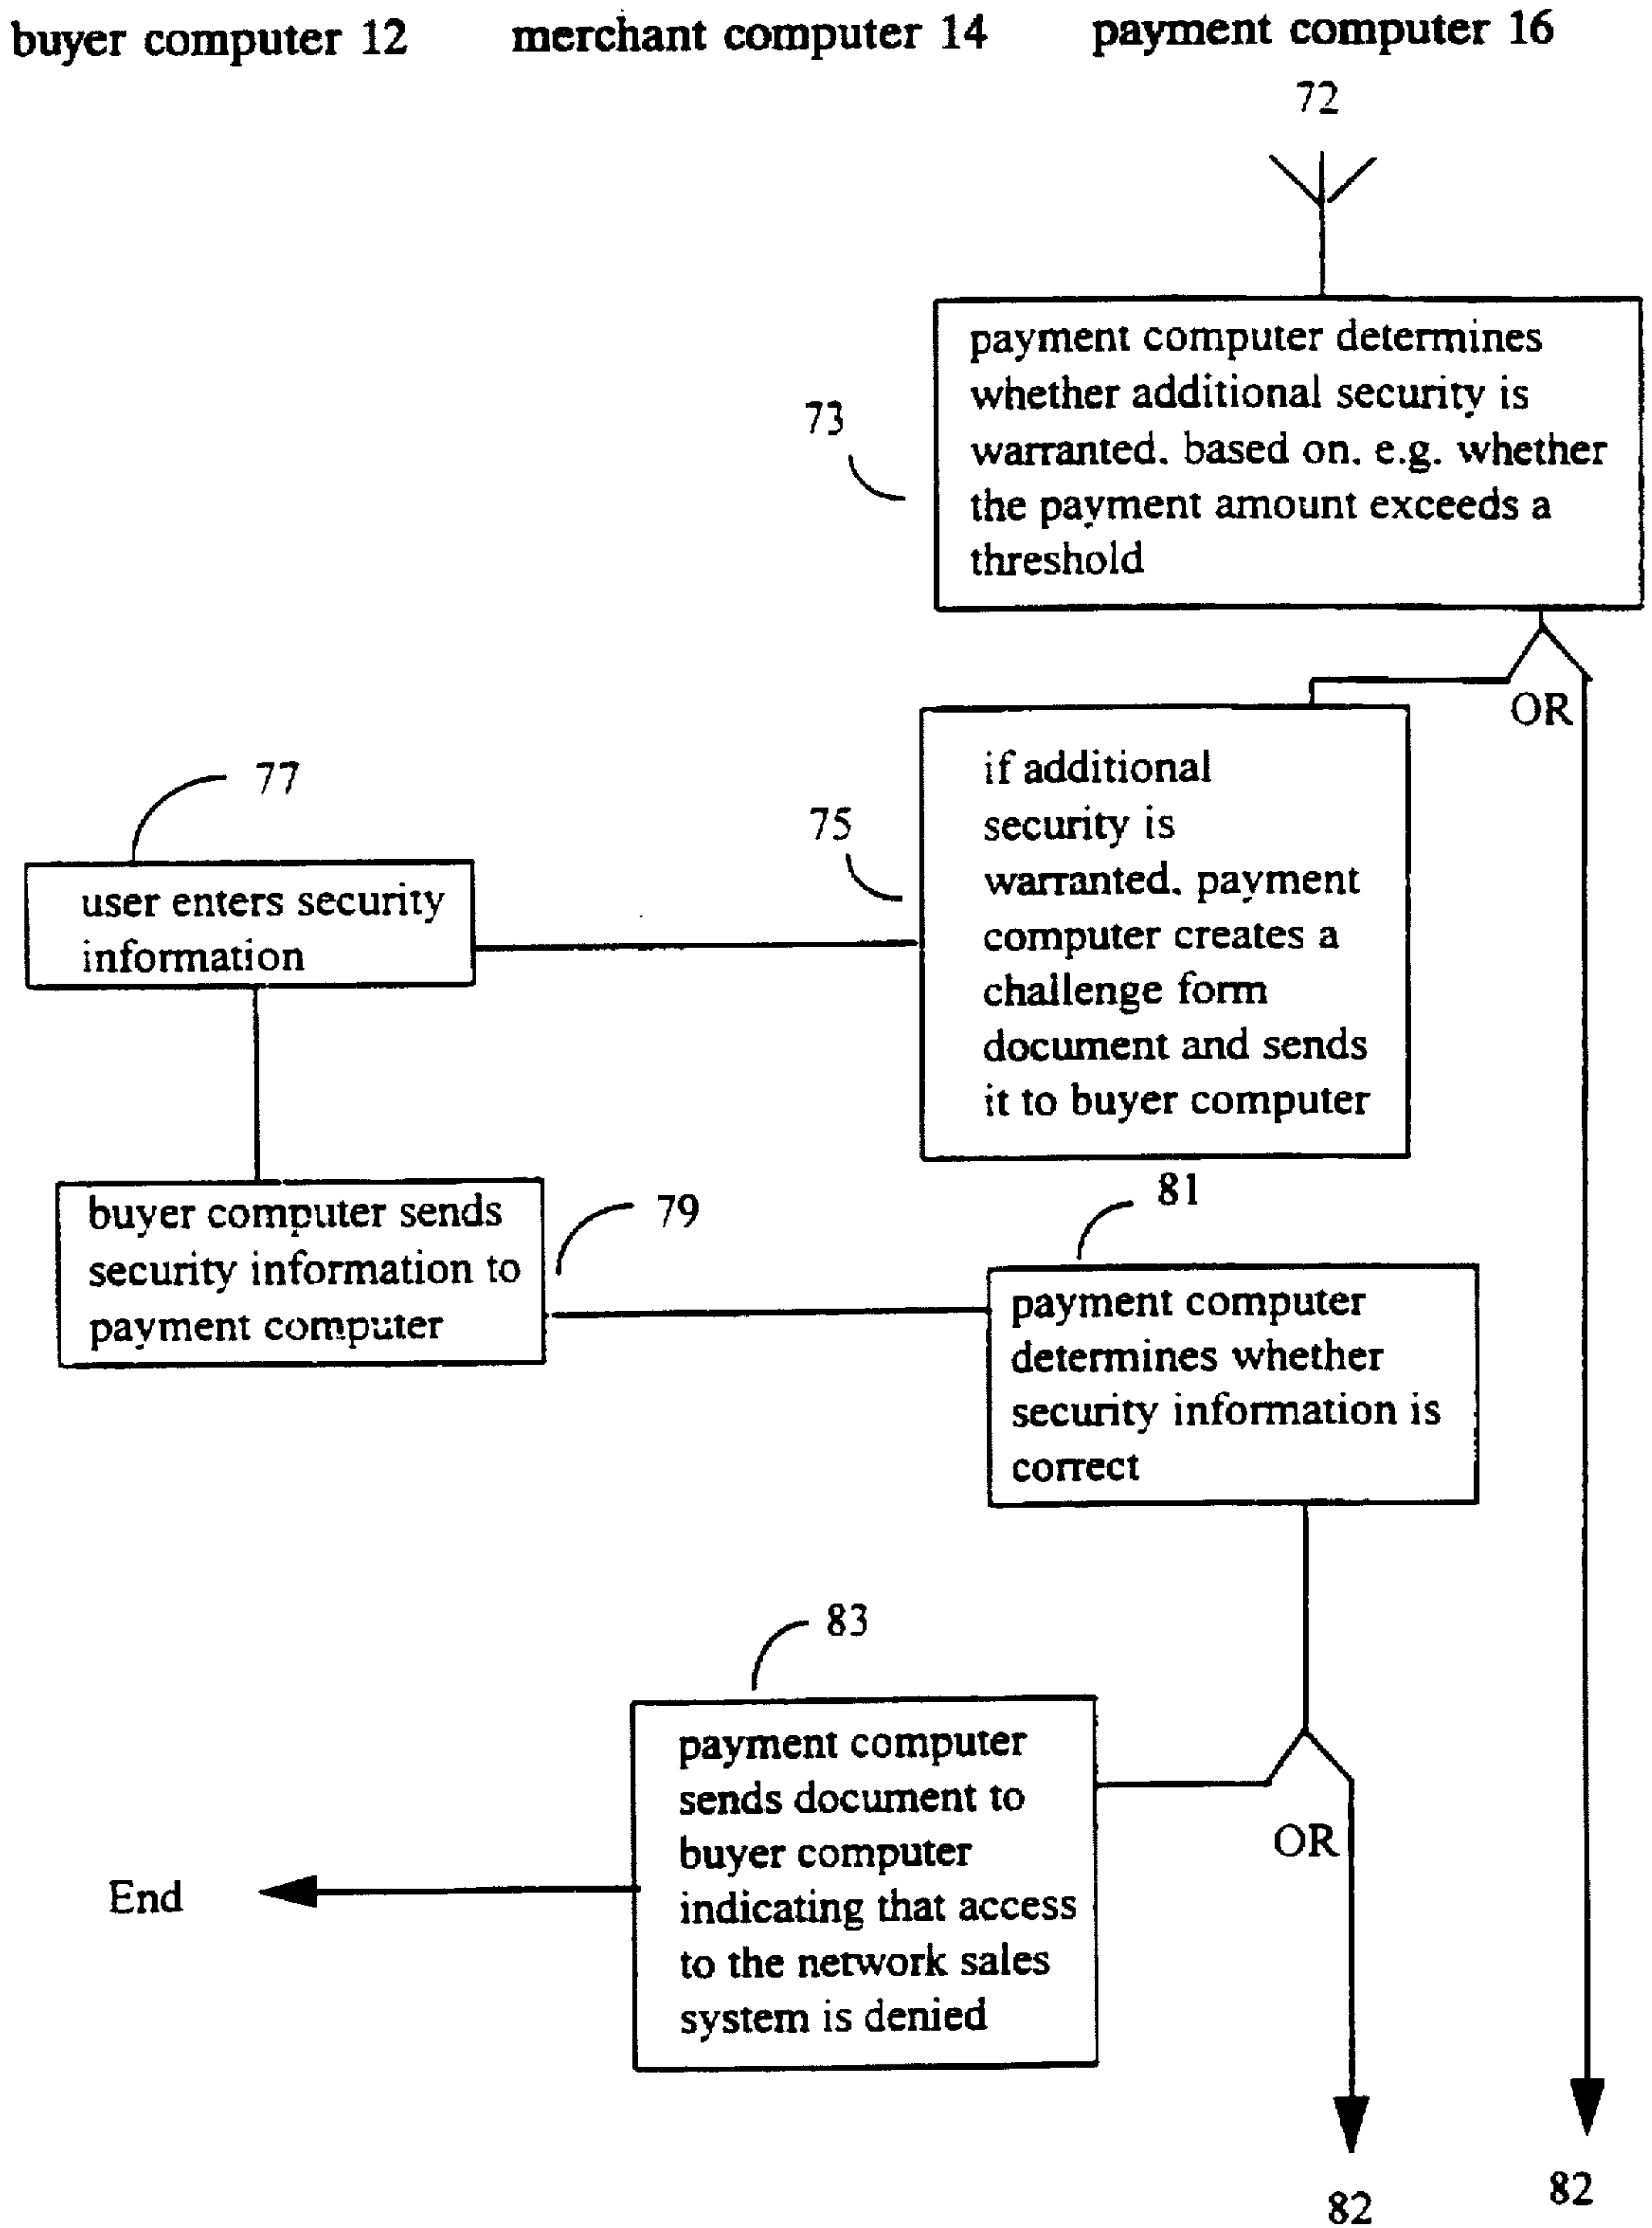 buyer computer 12 merchant computer 14 payment computer 16
72
payment computer determines
whether additional security is
warranted. based on. e.g. whether
the payment amount exceeds a
threshold
73
OR
if additional
security is
warranted. payment
computer creates a
challenge form
document and sends
it to buyer computer
75
77
user enters security
information
buyer computer sends
security information to
payment computer
79
81
payment computer
determines whether
security information is
correct
83
payment computer
sends document to
buyer computer
indicating that access
to the network sales
system is denied
OR
End
82
82